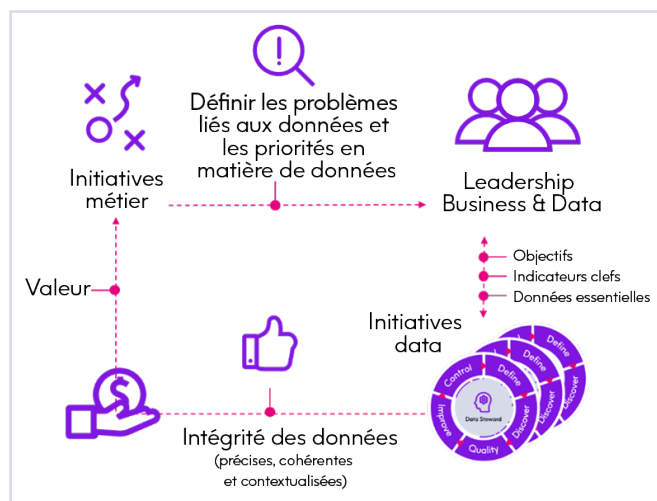 Définir les problèmes
liés aux données et
les priorités en
matière de données
Initiatives
métier
Leadership
Business & Data
Objectifs
Indicateurs clefs
Données essentielles
Valeur
Initiatives
data
Control
Define
Discover
Quality
Improve
Data Sreward
Define
Discover
Define
Discover
$
Intégrité des données
(précises, cohérentes
et contextualisées)